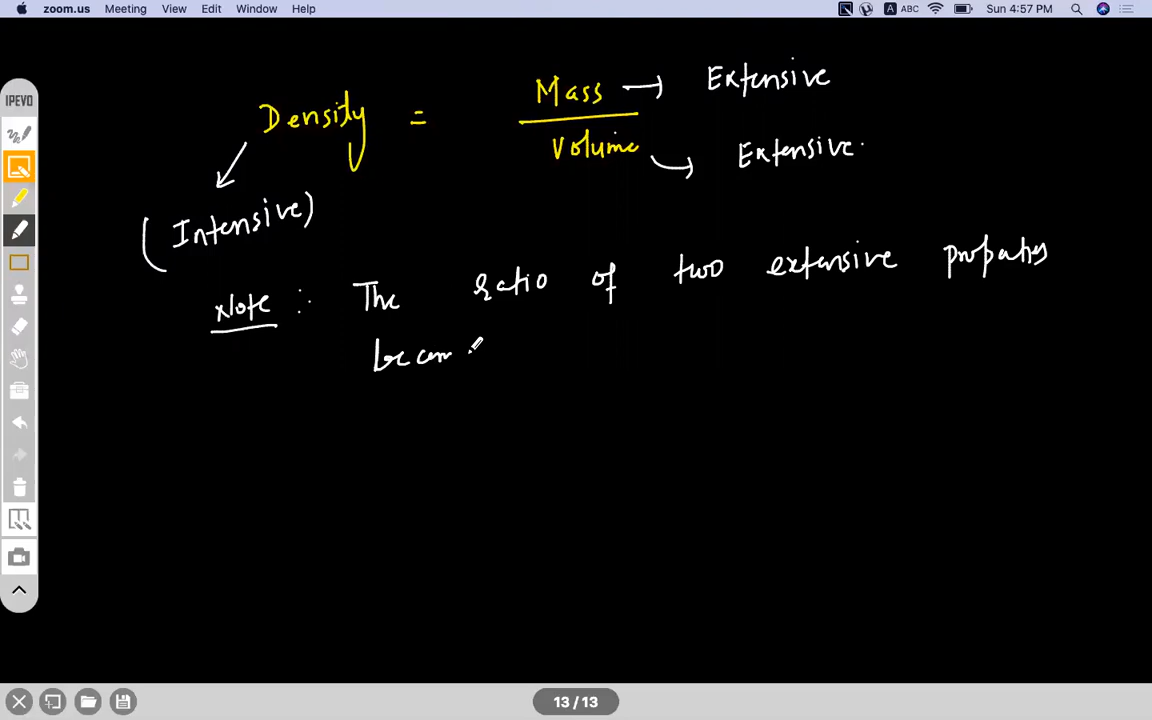 zoom.us Meeting View Edit Window Help ABC Sun 4:57 PM
IPEVO
Density = Mass → Extensive
Volume → Extensive.
(Intensive)
Note : The ratio of two extensive
becom
13 / 13